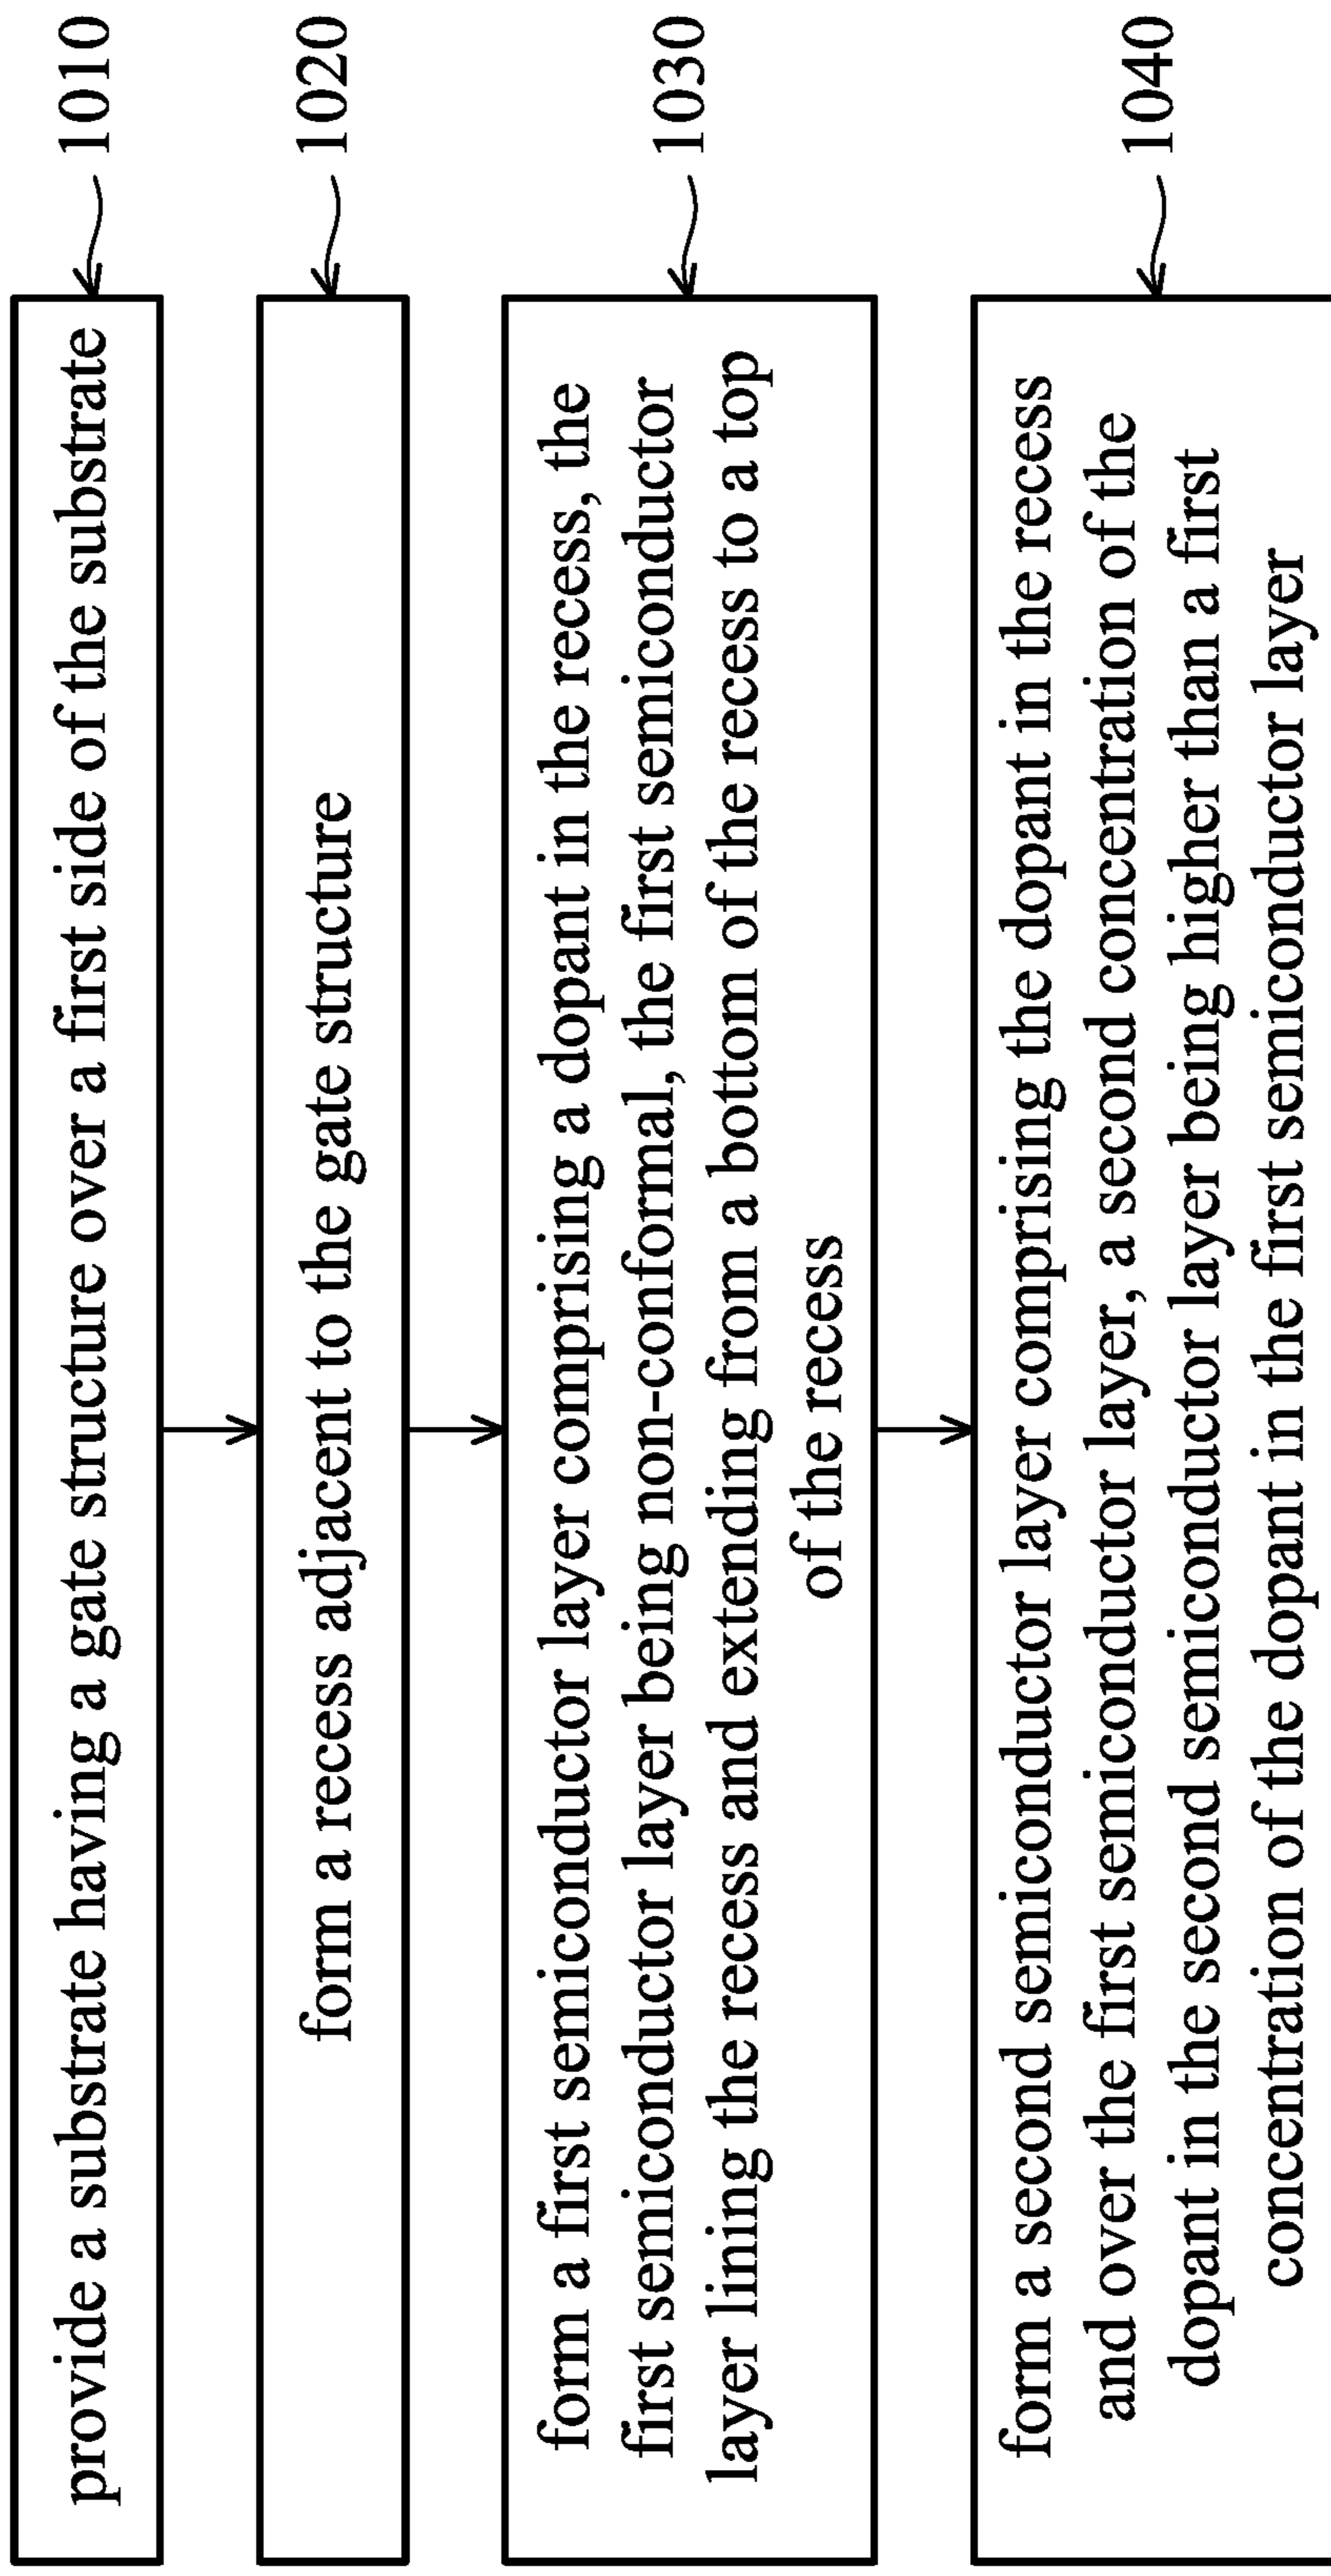 provide a substrate having a gate structure over a first side of the substrate
1010
form a recess adjacent to the gate structure
1020
form a first semiconductor layer comprising a dopant in the recess, the
first semiconductor layer being non-conformal, the first semiconductor
layer lining the recess and extending from a bottom of the recess to a top
of the recess
1030
form a second semiconductor layer comprising the dopant in the recess
and over the first semiconductor layer, a second concentration of the
dopant in the second semiconductor layer being higher than a first
concentration of the dopant in the first semiconductor layer
1040